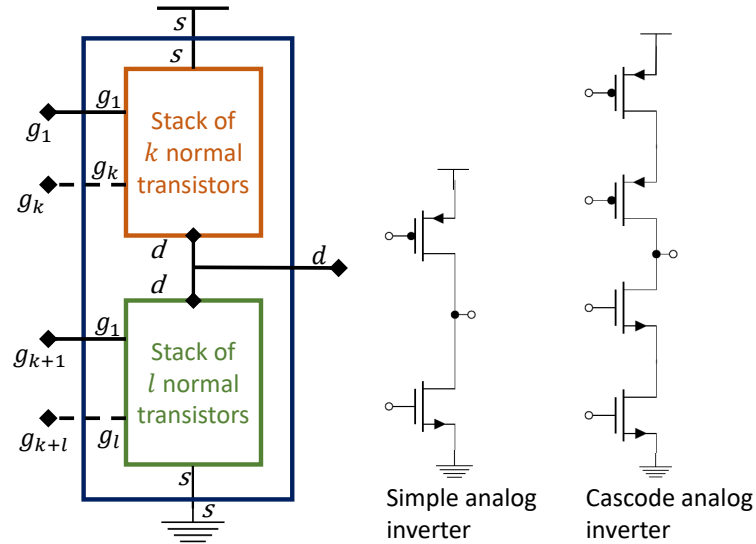 s
s
g₁
g₁
Stack of
k normal
transistors
gₖ
gₖ
d
d
d
g₁
gₖ₊₁
Stack of
l normal
transistors
gₖ₊ₗ
gₗ
s
s
Simple analog
inverter
Cascode analog
inverter